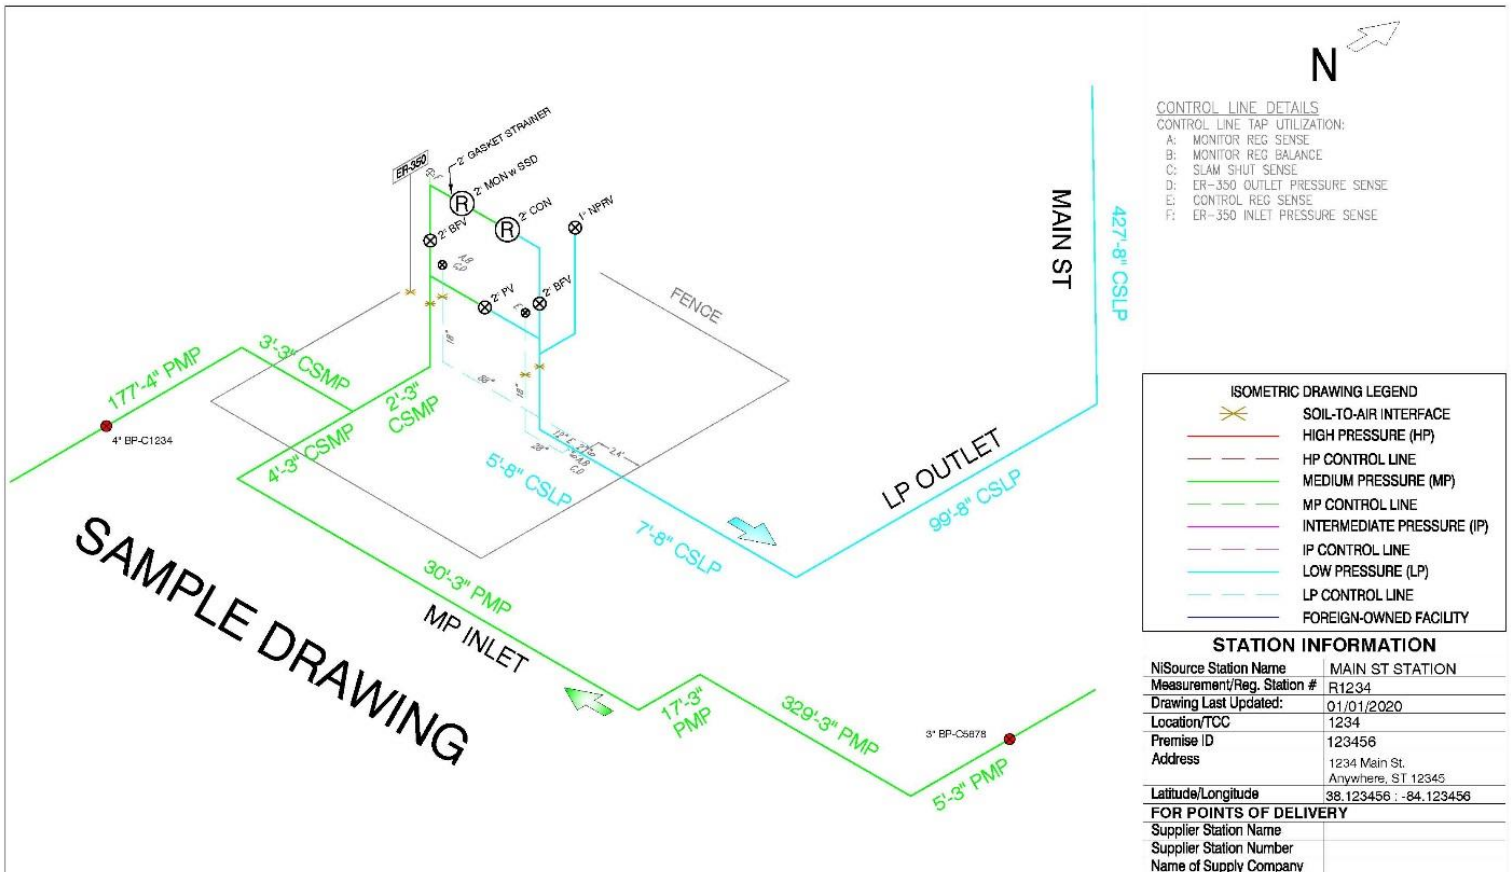 N
CONTROL LINE DETAILS
CONTROL LINE TAP UTILIZATION:
A: MONITOR REG SENSE
B: MONITOR REG BALANCE
C: SLAM SHUT SENSE
D: ER-350 OUTLET PRESSURE SENSE
E: CONTROL REG SENSE
F: ER-350 INLET PRESSURE SENSE
2" GASKET STRAINER
ER-350
2" MON w SSD
2" CON
1" NPRV
2" BFV
A,B
C,D
2" PV
2" BFV
E
FENCE
MAIN ST
427'-8" CSLP
177'-4" PMP
3'-3" CSMP
2'-3"
CSMP
4'-3" CSMP
4" BP-C1234
12" E
24"
28"
A,B
C,D
5'-8" CSLP
7'-8" CSLP
LP OUTLET
99'-8" CSLP
SAMPLE DRAWING
30'-3" PMP
MP INLET
17'-3"
PMP
329'-3" PMP
3" BP-C5678
5'-3" PMP
ISOMETRIC DRAWING LEGEND
SOIL-TO-AIR INTERFACE
HIGH PRESSURE (HP)
HP CONTROL LINE
MEDIUM PRESSURE (MP)
MP CONTROL LINE
INTERMEDIATE PRESSURE (IP)
IP CONTROL LINE
LOW PRESSURE (LP)
LP CONTROL LINE
FOREIGN-OWNED FACILITY
STATION INFORMATION
NiSource Station Name MAIN ST STATION
Measurement/Reg. Station # R1234
Drawing Last Updated: 01/01/2020
Location/TCC 1234
Premise ID 123456
Address 1234 Main St.
Anywhere, ST 12345
Latitude/Longitude 38.123456 : -84.123456
FOR POINTS OF DELIVERY
Supplier Station Name
Supplier Station Number
Name of Supply Company